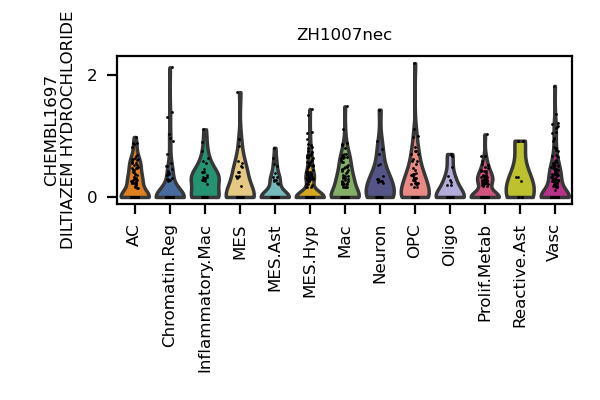 ZH1007nec
CHEMBL1697
DILTIAZEM HYDROCHLORIDE
2
0
AC
Chromatin.Reg
Inflammatory.Mac
MES
MES.Ast
MES.Hyp
Mac
Neuron
OPC
Oligo
Prolif.Metab
Reactive.Ast
Vasc